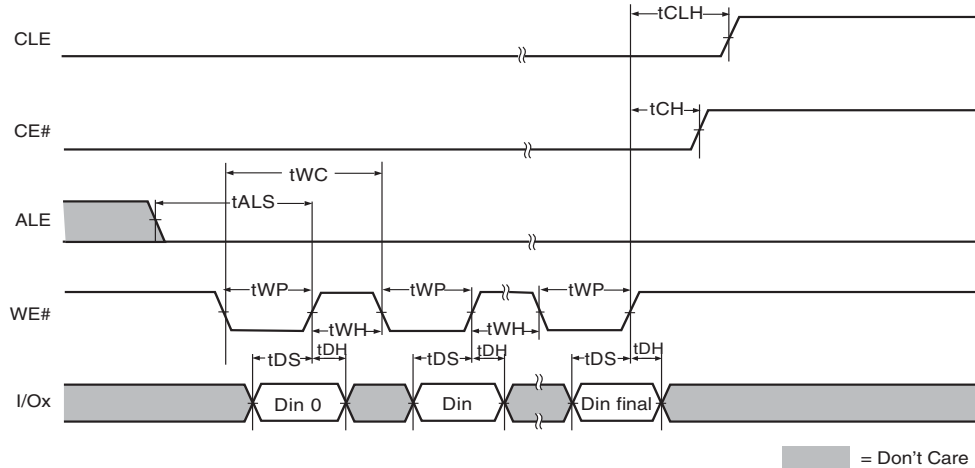 tCLH
CLE
tCH
CE#
tWC
tALS
ALE
tWP tWP tWP
WE#
tWH tWH
tDS tDH tDS tDH tDS tDH
I/Ox Din 0 Din Din final
= Don't Care